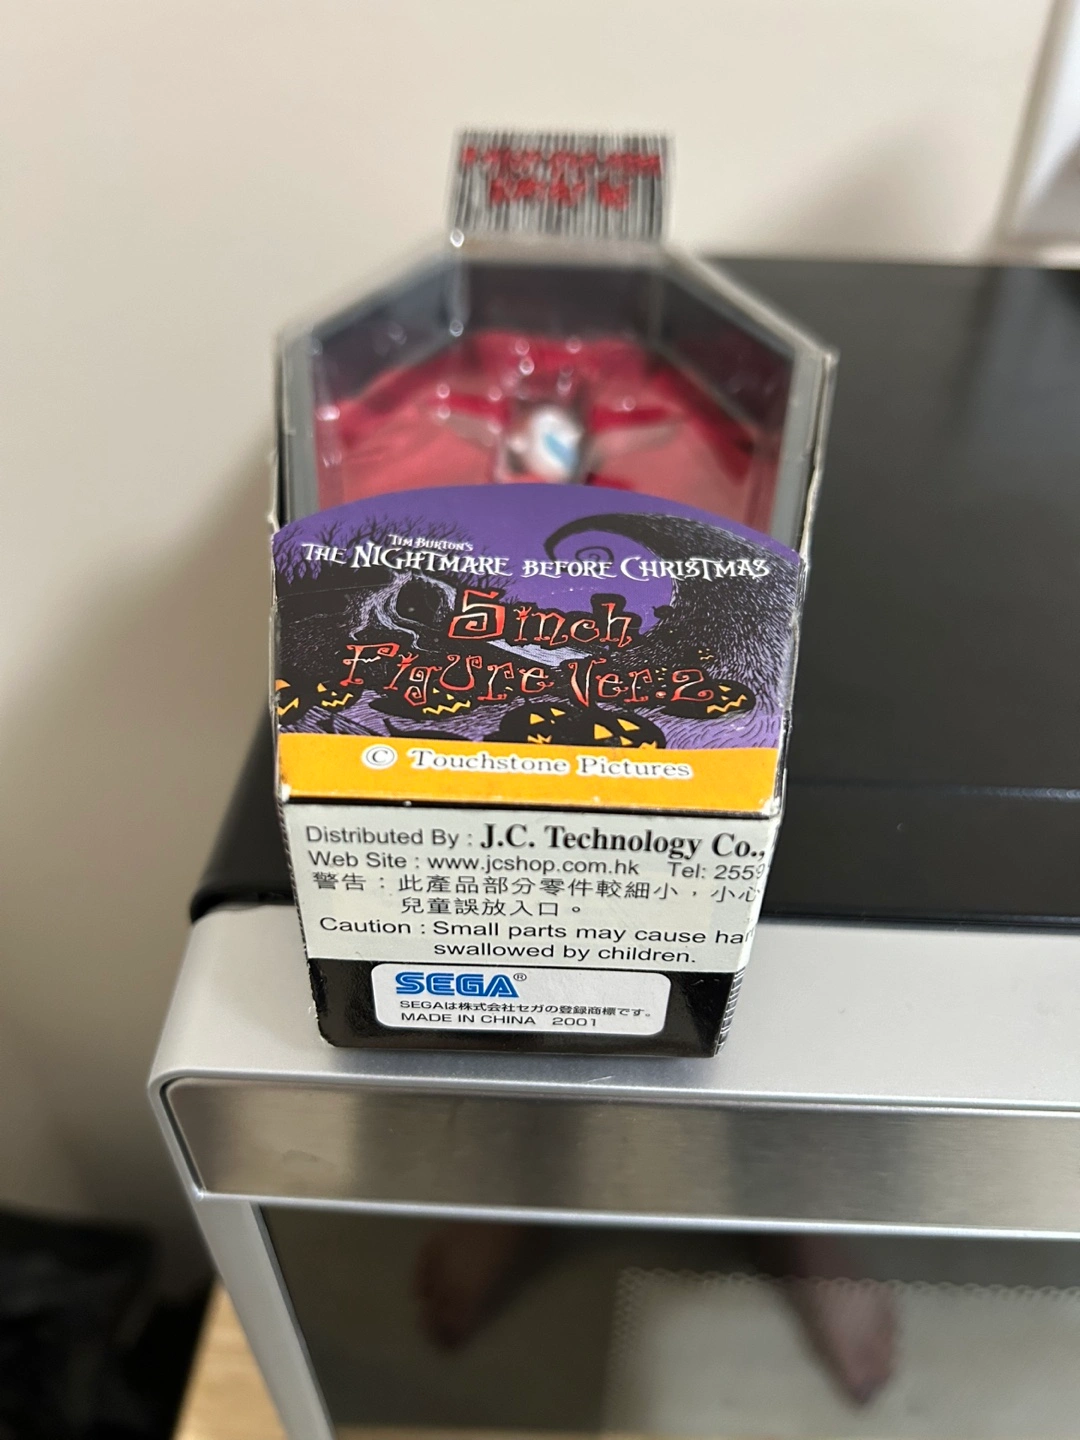 TIM BURTON'S
THE NIGHTMARE BEFORE CHRISTMAS
5inch
Figure Ver.2
© Touchstone Pictures
Distributed By : J.C. Technology Co.,
Web Site : www.jcshop.com.hk Tel: 2559
警告：此產品部分零件較細小，小心
兒童誤放入口。
Caution : Small parts may cause har
swallowed by children.
SEGA®
SEGAは株式会社セガの登録商標です。
MADE IN CHINA 2001